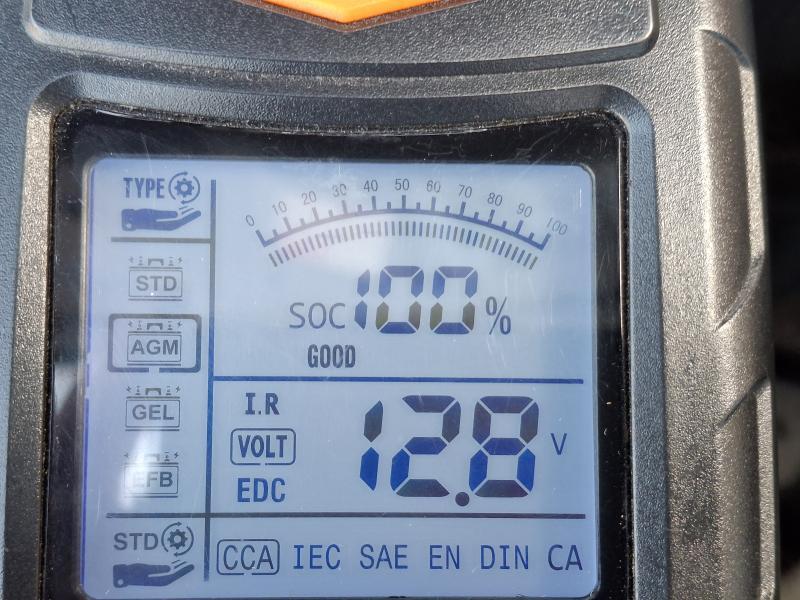 TYPE
STD
AGM
GEL
EFB
STD
0 10 20 30 40 50 60 70 80 90 100
SOC 100 %
GOOD
I.R
VOLT
EDC
12.8 V
CCA IEC SAE EN DIN CA